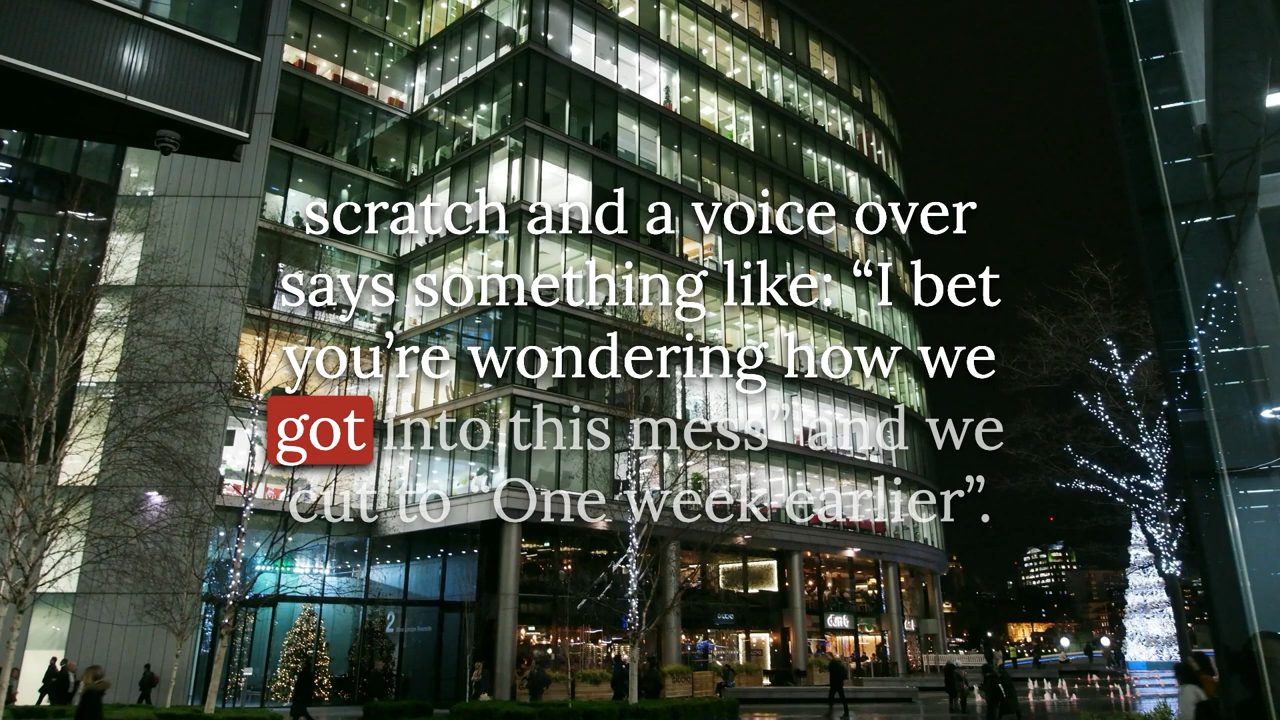 scratch and a voice over
says something like: “I bet
you’re wondering how we
got into this mess” and we
cut to “One week earlier”.
2